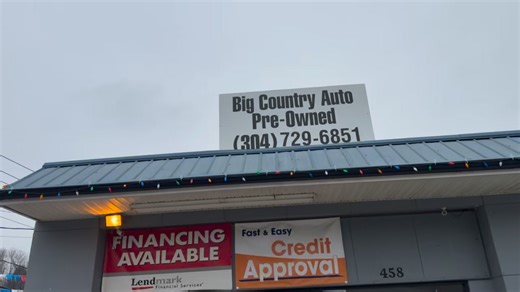 Big Country Auto
Pre-Owned
(304) 729-6851
FINANCING
AVAILABLE
Lendmark
Financial Services
Fast & Easy
Credit
Approval
458